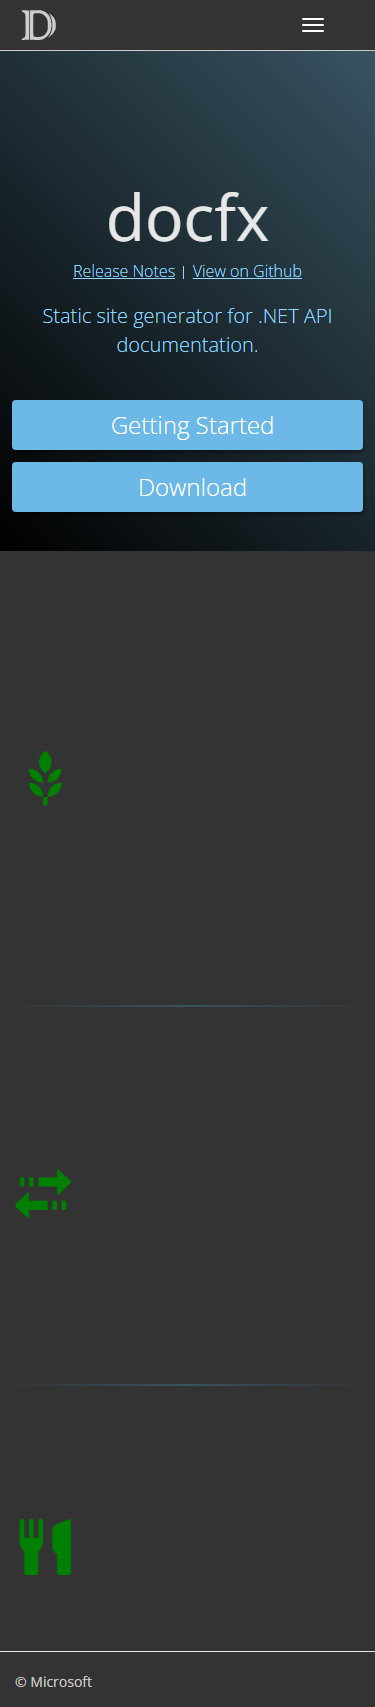 D
docfx
Release Notes | View on Github
Static site generator for .NET API
documentation.
Getting Started
Download
© Microsoft